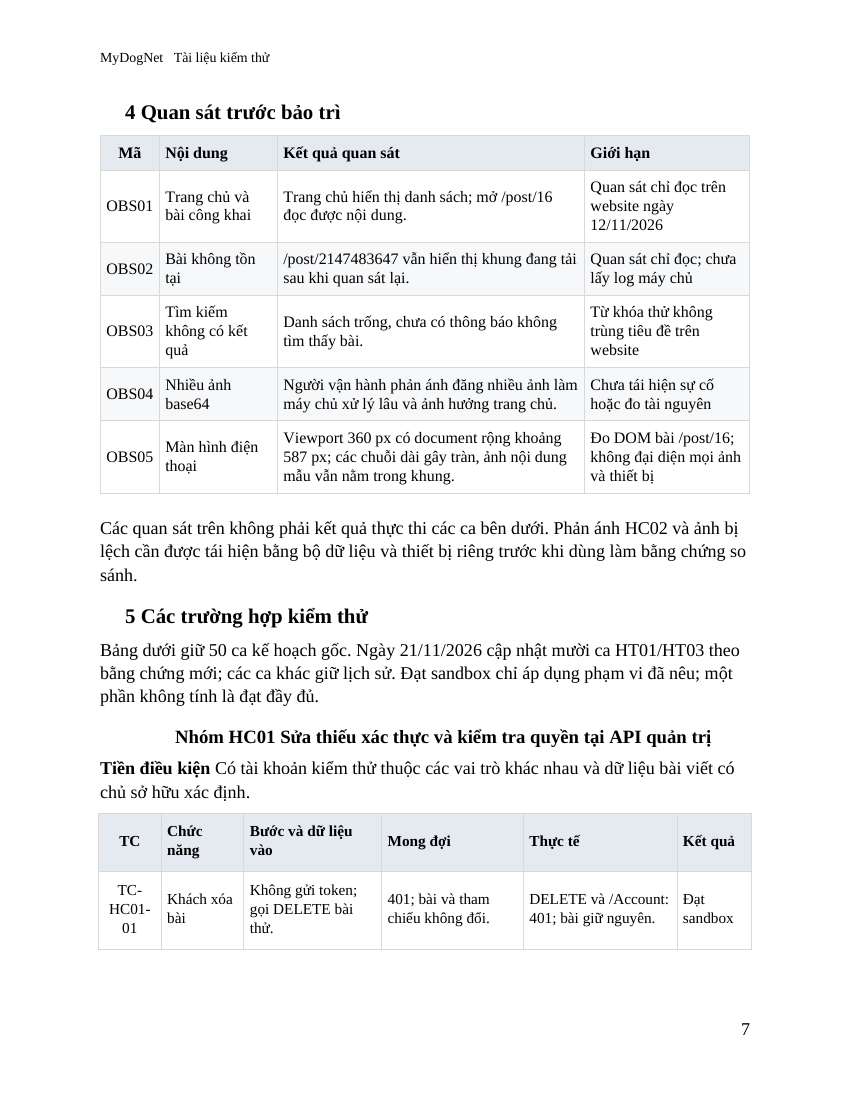 MyDogNet Tài liệu kiểm thử
4 Quan sát trước bảo trì
Mã Nội dung Kết quả quan sát Giới hạn
OBS01 Trang chủ và bài công khai Trang chủ hiển thị danh sách; mở /post/16 đọc được nội dung. Quan sát chỉ đọc trên website ngày 12/11/2026
OBS02 Bài không tồn tại /post/2147483647 vẫn hiển thị khung đang tải sau khi quan sát lại. Quan sát chỉ đọc; chưa lấy log máy chủ
OBS03 Tìm kiếm không có kết quả Danh sách trống, chưa có thông báo không tìm thấy bài. Từ khóa thử không trùng tiêu đề trên website
OBS04 Nhiều ảnh base64 Người vận hành phản ánh đăng nhiều ảnh làm máy chủ xử lý lâu và ảnh hưởng trang chủ. Chưa tái hiện sự cố hoặc đo tài nguyên
OBS05 Màn hình điện thoại Viewport 360 px có document rộng khoảng 587 px; các chuỗi dài gây tràn, ảnh nội dung mẫu vẫn nằm trong khung. Đo DOM bài /post/16; không đại diện mọi ảnh và thiết bị
Các quan sát trên không phải kết quả thực thi các ca bên dưới. Phản ánh HC02 và ảnh bị
lệch cần được tái hiện bằng bộ dữ liệu và thiết bị riêng trước khi dùng làm bằng chứng so
sánh.
5 Các trường hợp kiểm thử
Bảng dưới giữ 50 ca kế hoạch gốc. Ngày 21/11/2026 cập nhật mười ca HT01/HT03 theo
bằng chứng mới; các ca khác giữ lịch sử. Đạt sandbox chỉ áp dụng phạm vi đã nêu; một
phần không tính là đạt đầy đủ.
Nhóm HC01 Sửa thiếu xác thực và kiểm tra quyền tại API quản trị
Tiền điều kiện Có tài khoản kiểm thử thuộc các vai trò khác nhau và dữ liệu bài viết có
chủ sở hữu xác định.
TC Chức năng Bước và dữ liệu vào Mong đợi Thực tế Kết quả
TC-HC01-01 Khách xóa bài Không gửi token; gọi DELETE bài thử. 401; bài và tham chiếu không đổi. DELETE và /Account: 401; bài giữ nguyên. Đạt sandbox
7